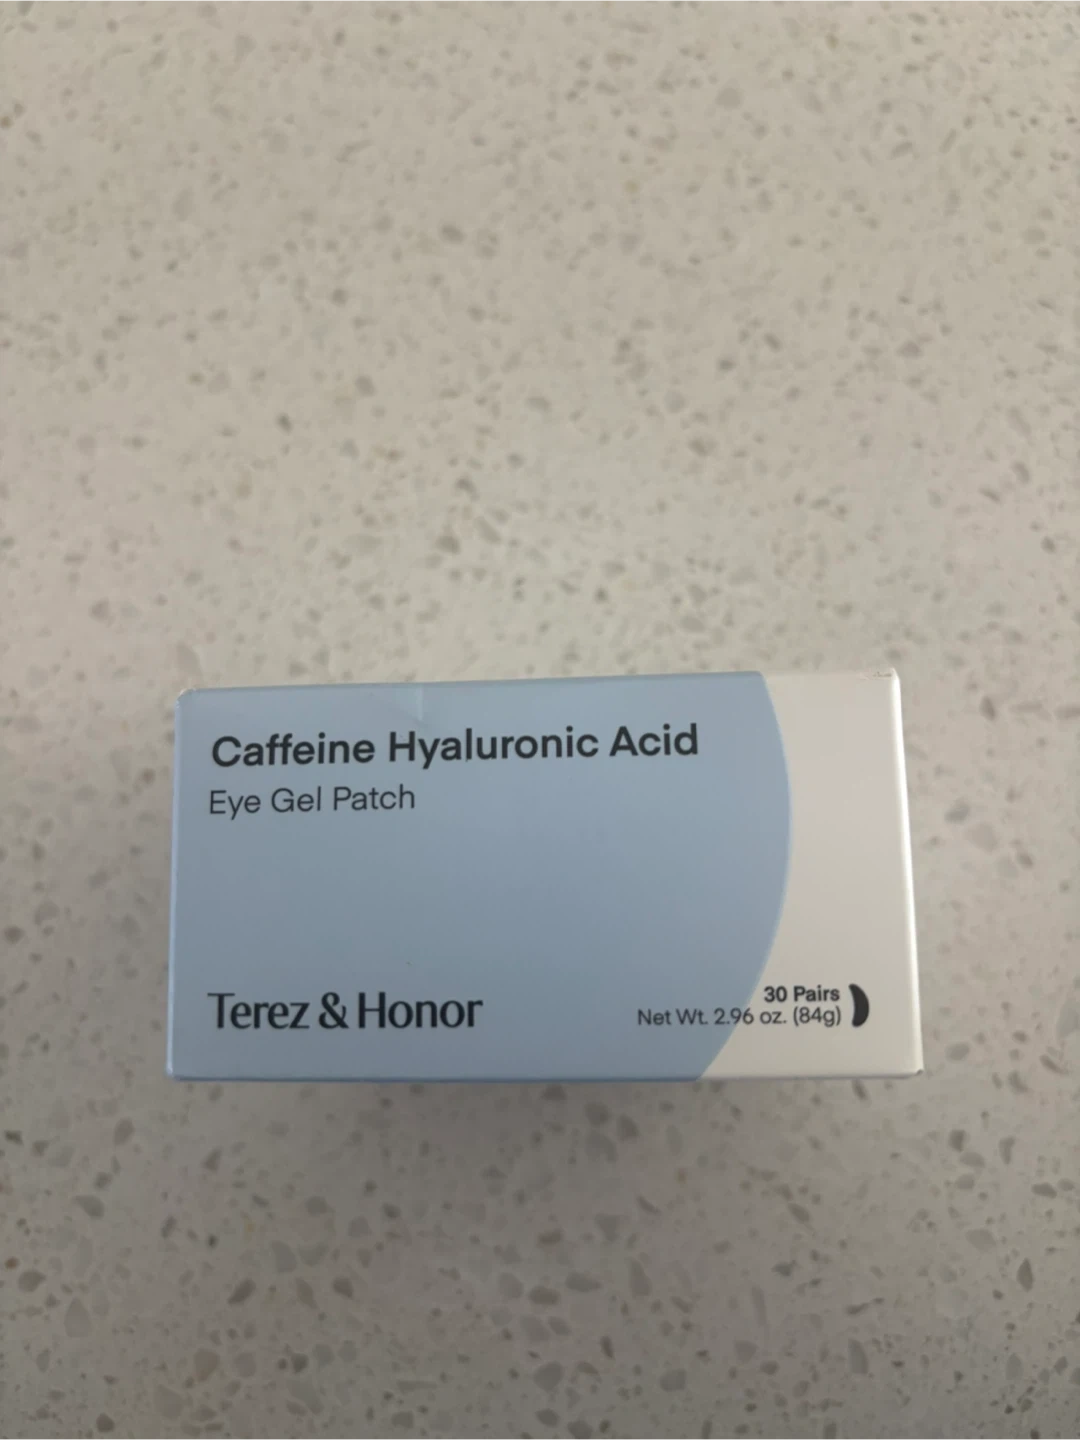 Caffeine Hyaluronic Acid
Eye Gel Patch
Terez & Honor
30 Pairs
Net Wt. 2.96 oz. (84g)